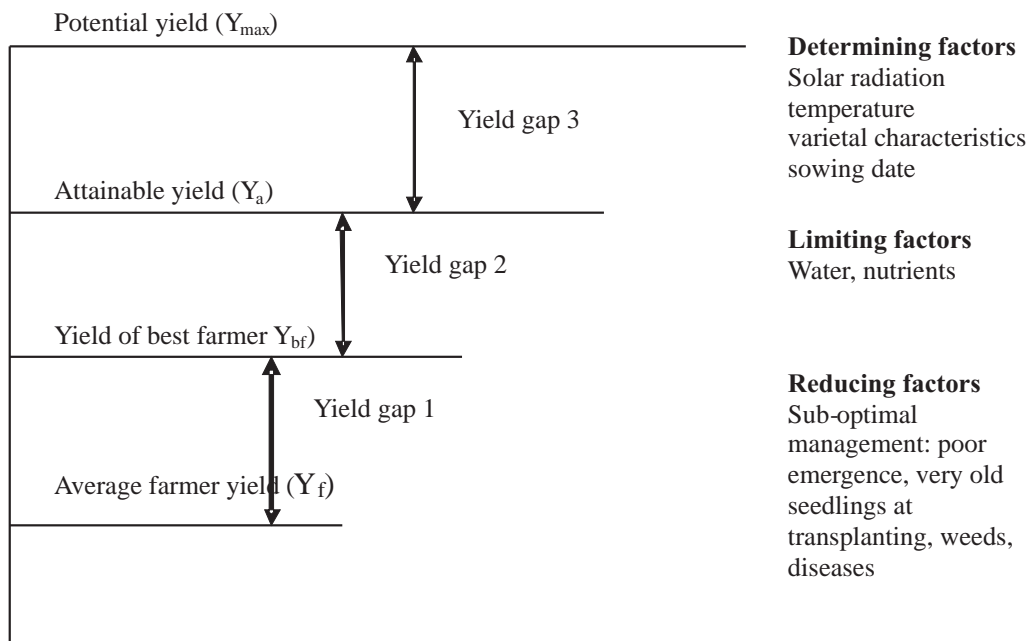 Potential yield (Ymax)
Yield gap 3
Attainable yield (Ya)
Yield gap 2
Yield of best farmer Ybf)
Yield gap 1
Average farmer yield (Yf)
Determining factors
Solar radiation
temperature
varietal characteristics
sowing date
Limiting factors
Water, nutrients
Reducing factors
Sub-optimal
management: poor
emergence, very old
seedlings at
transplanting, weeds,
diseases